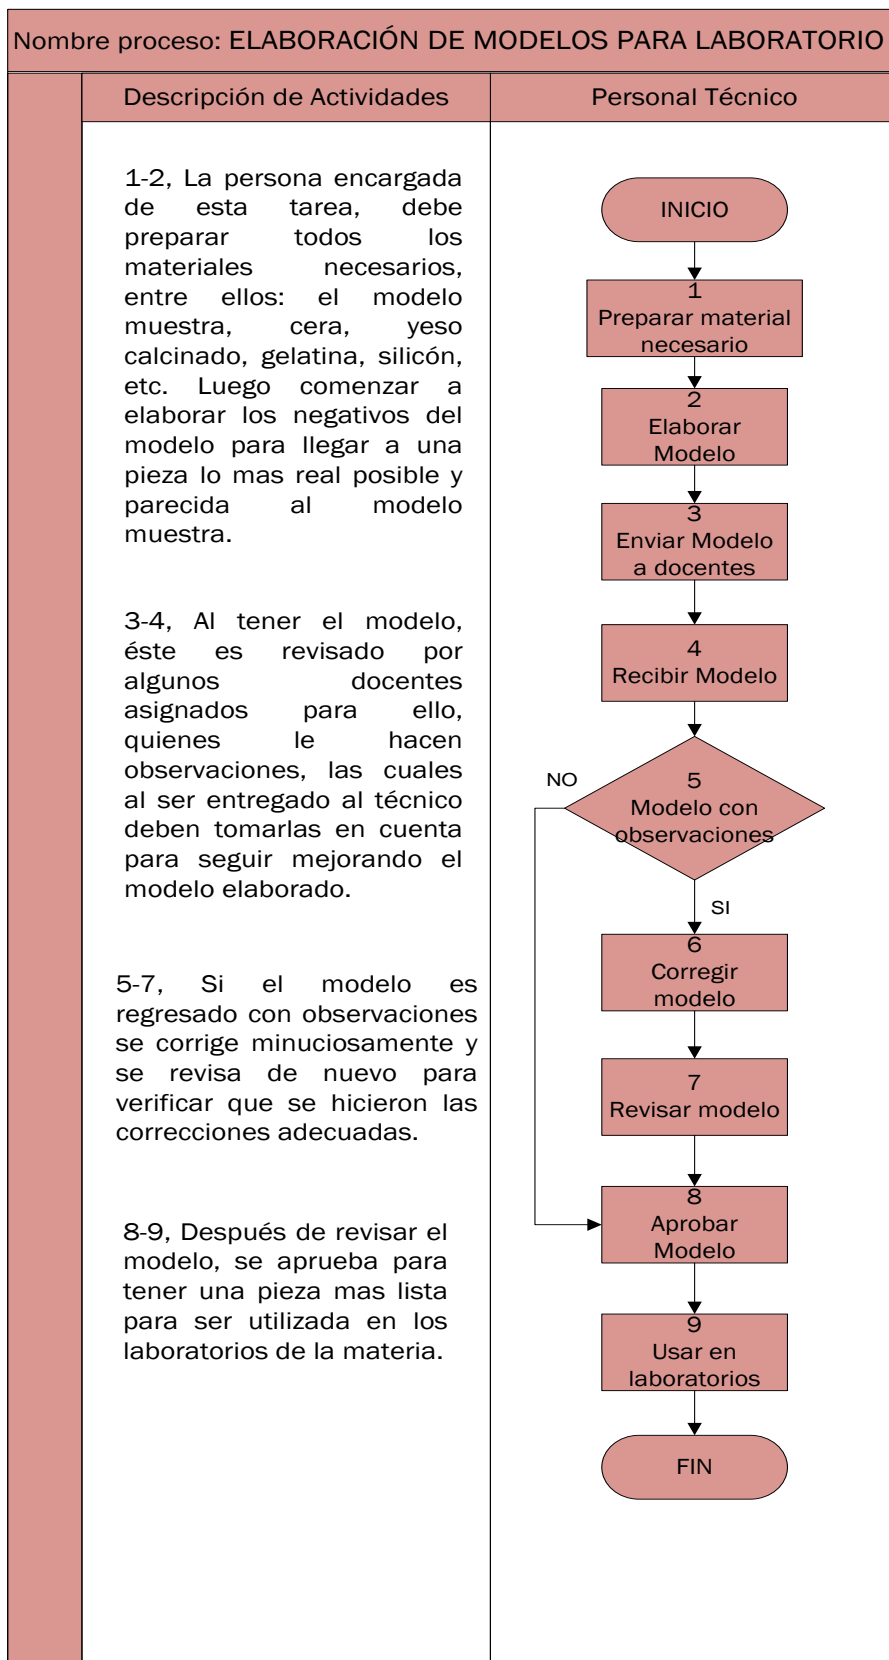 Nombre proceso: ELABORACIÓN DE MODELOS PARA LABORATORIO
Descripción de Actividades
Personal Técnico
1-2, La persona encargada
de esta tarea, debe
preparar todos los
materiales necesarios,
entre ellos: el modelo
muestra, cera, yeso
calcinado, gelatina, silicón,
etc. Luego comenzar a
elaborar los negativos del
modelo para llegar a una
pieza lo mas real posible y
parecida al modelo
muestra.
3-4, Al tener el modelo,
éste es revisado por
algunos docentes
asignados para ello,
quienes le hacen
observaciones, las cuales
al ser entregado al técnico
deben tomarlas en cuenta
para seguir mejorando el
modelo elaborado.
5-7, Si el modelo es
regresado con observaciones
se corrige minuciosamente y
se revisa de nuevo para
verificar que se hicieron las
correcciones adecuadas.
8-9, Después de revisar el
modelo, se aprueba para
tener una pieza mas lista
para ser utilizada en los
laboratorios de la materia.
INICIO
1
Preparar material
necesario
2
Elaborar
Modelo
3
Enviar Modelo
a docentes
4
Recibir Modelo
NO
5
Modelo con
observaciones
SI
6
Corregir
modelo
7
Revisar modelo
8
Aprobar
Modelo
9
Usar en
laboratorios
FIN